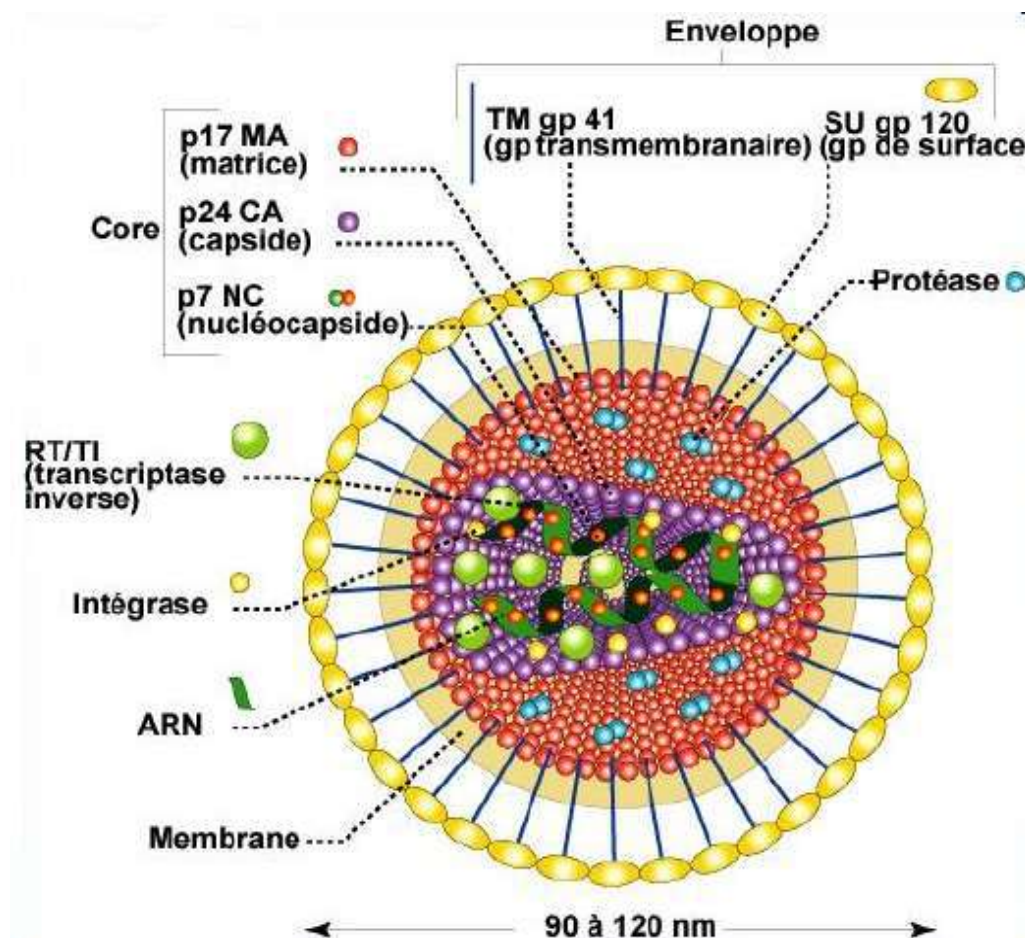 Enveloppe
TM gp 41
(gp transmembranaire)
SU gp 120
(gp de surface
p17 MA
(matrice)
Core
p24 CA
(capside)
p7 NC
(nucléocapside)
Protéase
RT/TI
(transcriptase
inverse)
Intégrase
ARN
Membrane
90 à 120 nm